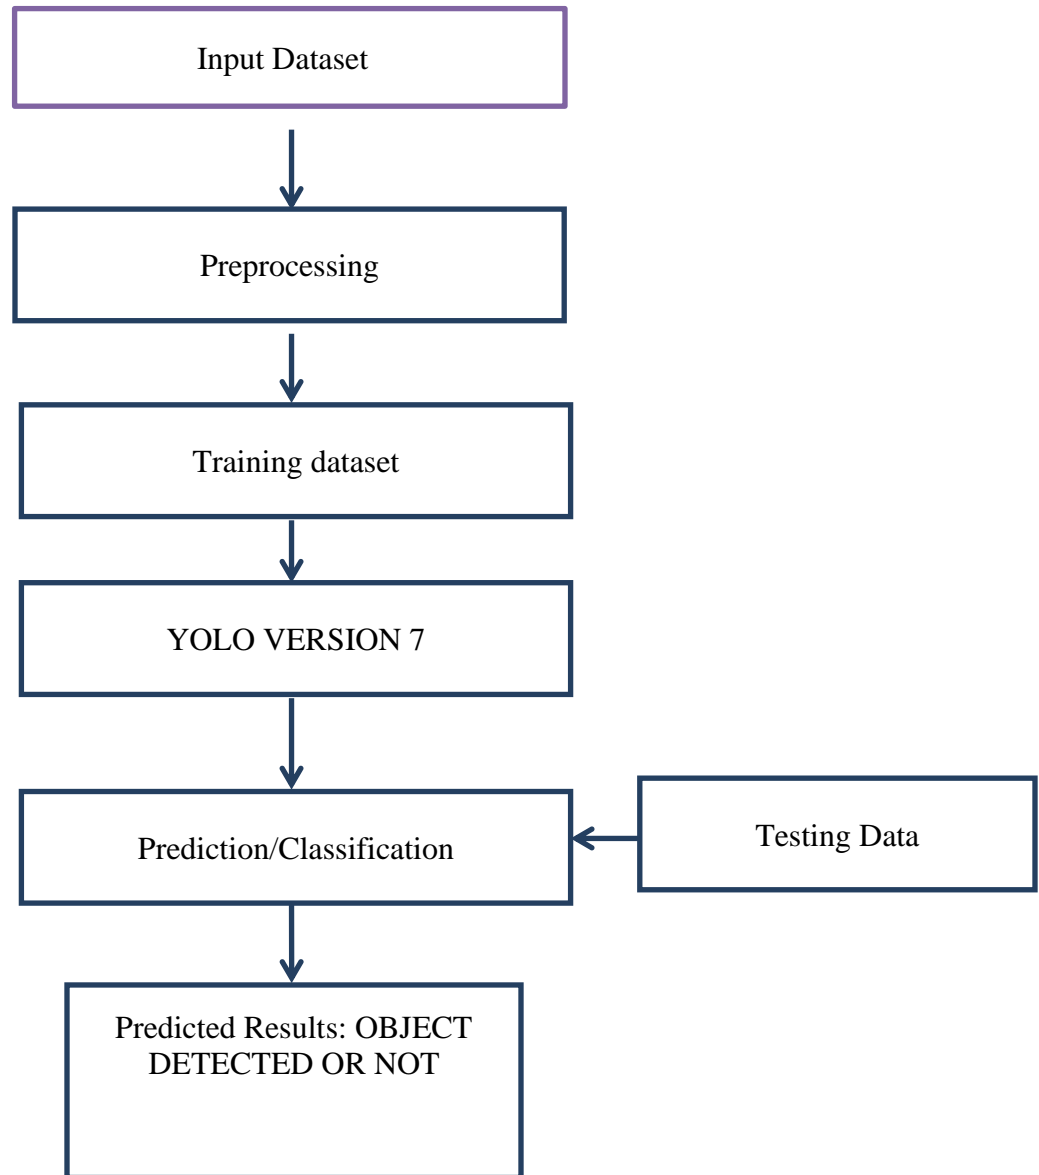 Input Dataset
Preprocessing
Training dataset
YOLO VERSION 7
Prediction/Classification
Testing Data
Predicted Results: OBJECT
DETECTED OR NOT